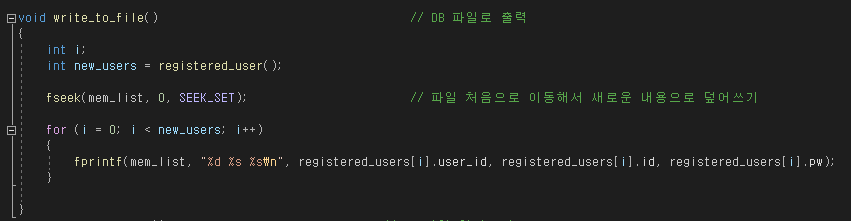 void write_to_file() // DB 파일로 출력
{
int i;
int new_users = registered_user();
fseek(mem_list, 0, SEEK_SET); // 파일 처음으로 이동해서 새로운 내용으로 덮어쓰기
for (i = 0; i < new_users; i++)
{
fprintf(mem_list, "%d %s %s₩n", registered_users[i].user_id, registered_users[i].id, registered_users[i].pw);
}
}